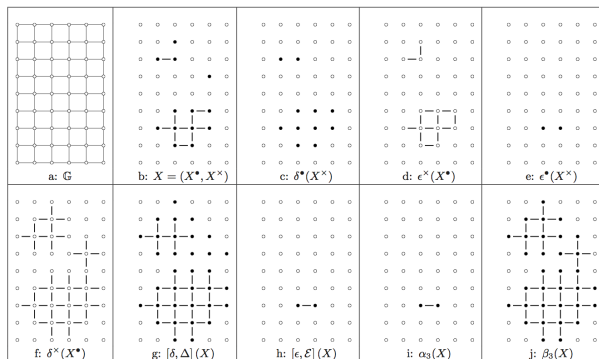 a: 𝔾
b: X = (X•, X×)
c: δ•(X×)
d: ϵ×(X•)
e: ϵ•(X×)
f: δ×(X•)
g: [δ, Δ] (X)
h: [ϵ, ℰ] (X)
i: α₃(X)
j: β₃(X)